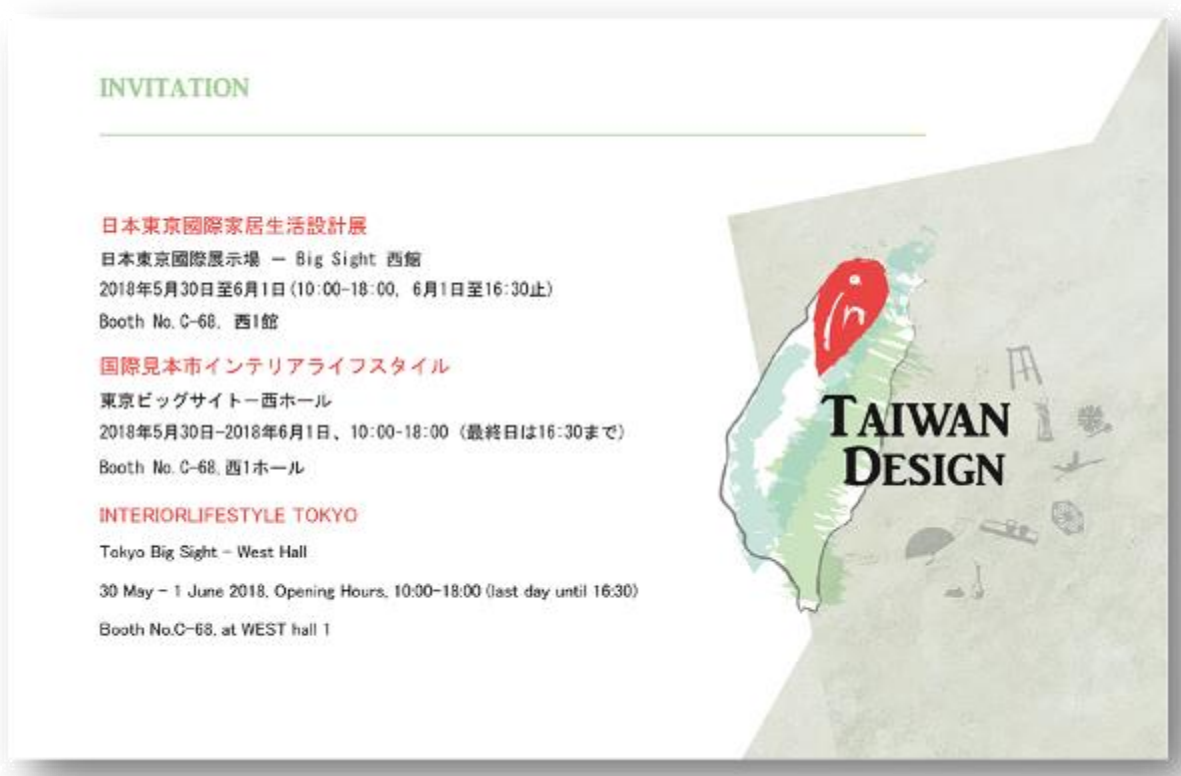 INVITATION
日本東京國際家居生活設計展
日本東京國際展示場 － Big Sight 西館
2018年5月30日至6月1日(10:00-18:00, 6月1日至16:30止)
Booth No. C-68, 西1館
国際見本市インテリアライフスタイル
東京ビッグサイト－西ホール
2018年5月30日-2018年6月1日、10:00-18:00 (最終日は16:30まで)
Booth No. C-68, 西1ホール
INTERIORLIFESTYLE TOKYO
Tokyo Big Sight - West Hall
30 May - 1 June 2018, Opening Hours, 10:00-18:00 (last day until 16:30)
Booth No.C-68, at WEST hall 1
in
TAIWAN
DESIGN